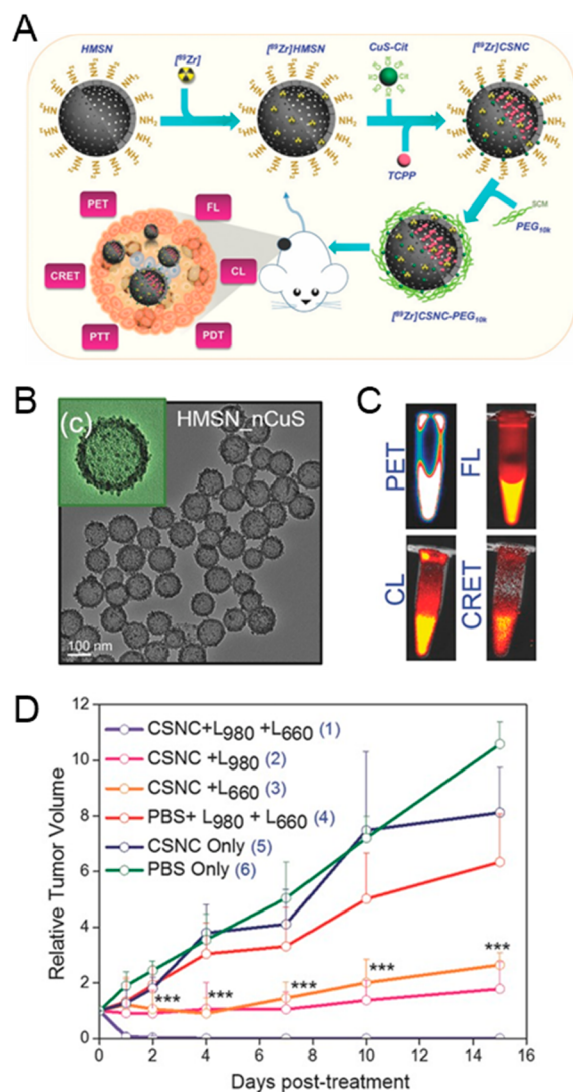 A
HMSN
[⁸⁹Zr]
[⁸⁹Zr]HMSN
CuS-Cit
[⁸⁹Zr]CSNC
NH₂
NH₂
NH₂
TCPP
SCM
PEG₁₀ₖ
[⁸⁹Zr]CSNC-PEG₁₀ₖ
PET
FL
CRET
CL
PTT
PDT
B
(c)
HMSN_nCuS
100 nm
C
PET
FL
CL
CRET
D
Relative Tumor Volume
12
10
8
6
4
2
0
CSNC+L₉₈₀ +L₆₆₀ (1)
CSNC +L₉₈₀ (2)
CSNC +L₆₆₀ (3)
PBS+ L₉₈₀ + L₆₆₀ (4)
CSNC Only (5)
PBS Only (6)
*** *** *** *** ***
0 2 4 6 8 10 12 14 16
Days post-treatment